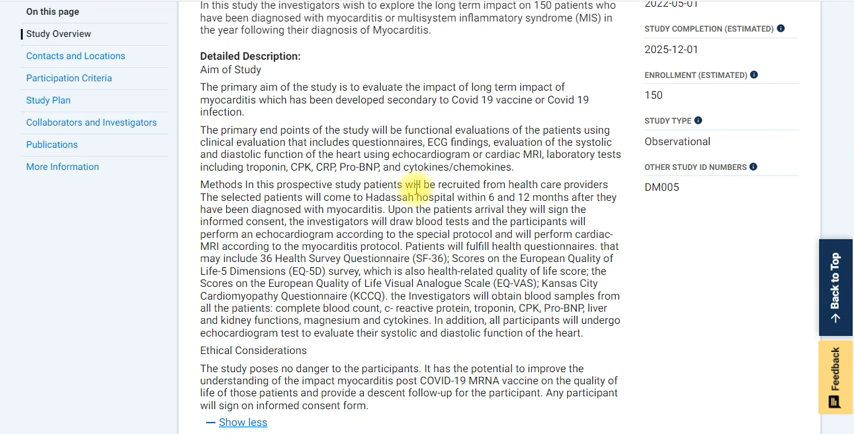 On this page
Study Overview
Contacts and Locations
Participation Criteria
Study Plan
Collaborators and Investigators
Publications
More Information
In this study the investigators wish to explore the long term impact on 150 patients who
have been diagnosed with myocarditis or multisystem inflammatory syndrome (MIS) in
the year following their diagnosis of Myocarditis.
Detailed Description:
Aim of Study
The primary aim of the study is to evaluate the impact of long term impact of
myocarditis which has been developed secondary to Covid 19 vaccine or Covid 19
infection.
The primary end points of the study will be functional evaluations of the patients using
clinical evaluation that includes questionnaires, ECG findings, evaluation of the systolic
and diastolic function of the heart using echocardiogram or cardiac MRI, laboratory tests
including troponin, CPK, CRP, Pro-BNP, and cytokines/chemokines.
Methods In this prospective study patients will be recruited from health care providers
The selected patients will come to Hadassah hospital within 6 and 12 months after they
have been diagnosed with myocarditis. Upon the patients arrival they will sign the
informed consent, the investigators will draw blood tests and the participants will
perform an echocardiogram according to the special protocol and will perform cardiac-
MRI according to the myocarditis protocol. Patients will fulfill health questionnaires. that
may include 36 Health Survey Questionnaire (SF-36); Scores on the European Quality of
Life-5 Dimensions (EQ-5D) survey, which is also health-related quality of life score; the
Scores on the European Quality of Life Visual Analogue Scale (EQ-VAS); Kansas City
Cardiomyopathy Questionnaire (KCCQ). the Investigators will obtain blood samples from
all the patients: complete blood count, c- reactive protein, troponin, CPK, Pro-BNP, liver
and kidney functions, magnesium and cytokines. In addition, all participants will undergo
echocardiogram test to evaluate their systolic and diastolic function of the heart.
Ethical Considerations
The study poses no danger to the participants. It has the potential to improve the
understanding of the impact myocarditis post COVID-19 MRNA vaccine on the quality of
life of those patients and provide a descent follow-up for the participant. Any participant
will sign on informed consent form.
— Show less
2022-05-01
STUDY COMPLETION (ESTIMATED)
2025-12-01
ENROLLMENT (ESTIMATED)
150
STUDY TYPE
Observational
OTHER STUDY ID NUMBERS
DM005
Back to Top
Feedback